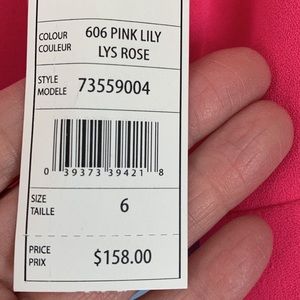 COLOUR 606 PINK LILY
COULEUR LYS ROSE
STYLE
MODELE 73559004
0 39373 39421 8
SIZE
TAILLE 6
PRICE
PRIX $158.00